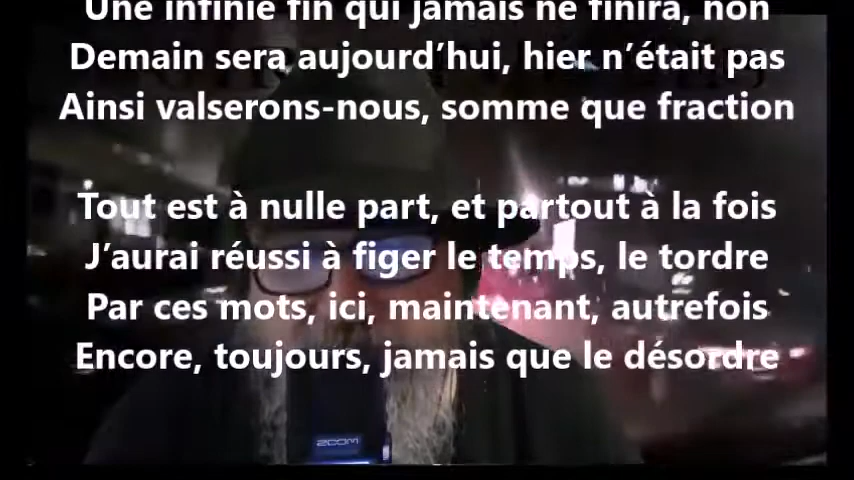 Une infinie fin qui jamais ne finira, non
Demain sera aujourd’hui, hier n’était pas
Ainsi valserons-nous, somme que fraction
Tout est à nulle part, et partout à la fois
J’aurai réussi à figer le temps, le tordre
Par ces mots, ici, maintenant, autrefois
Encore, toujours, jamais que le désordre
ZOOM